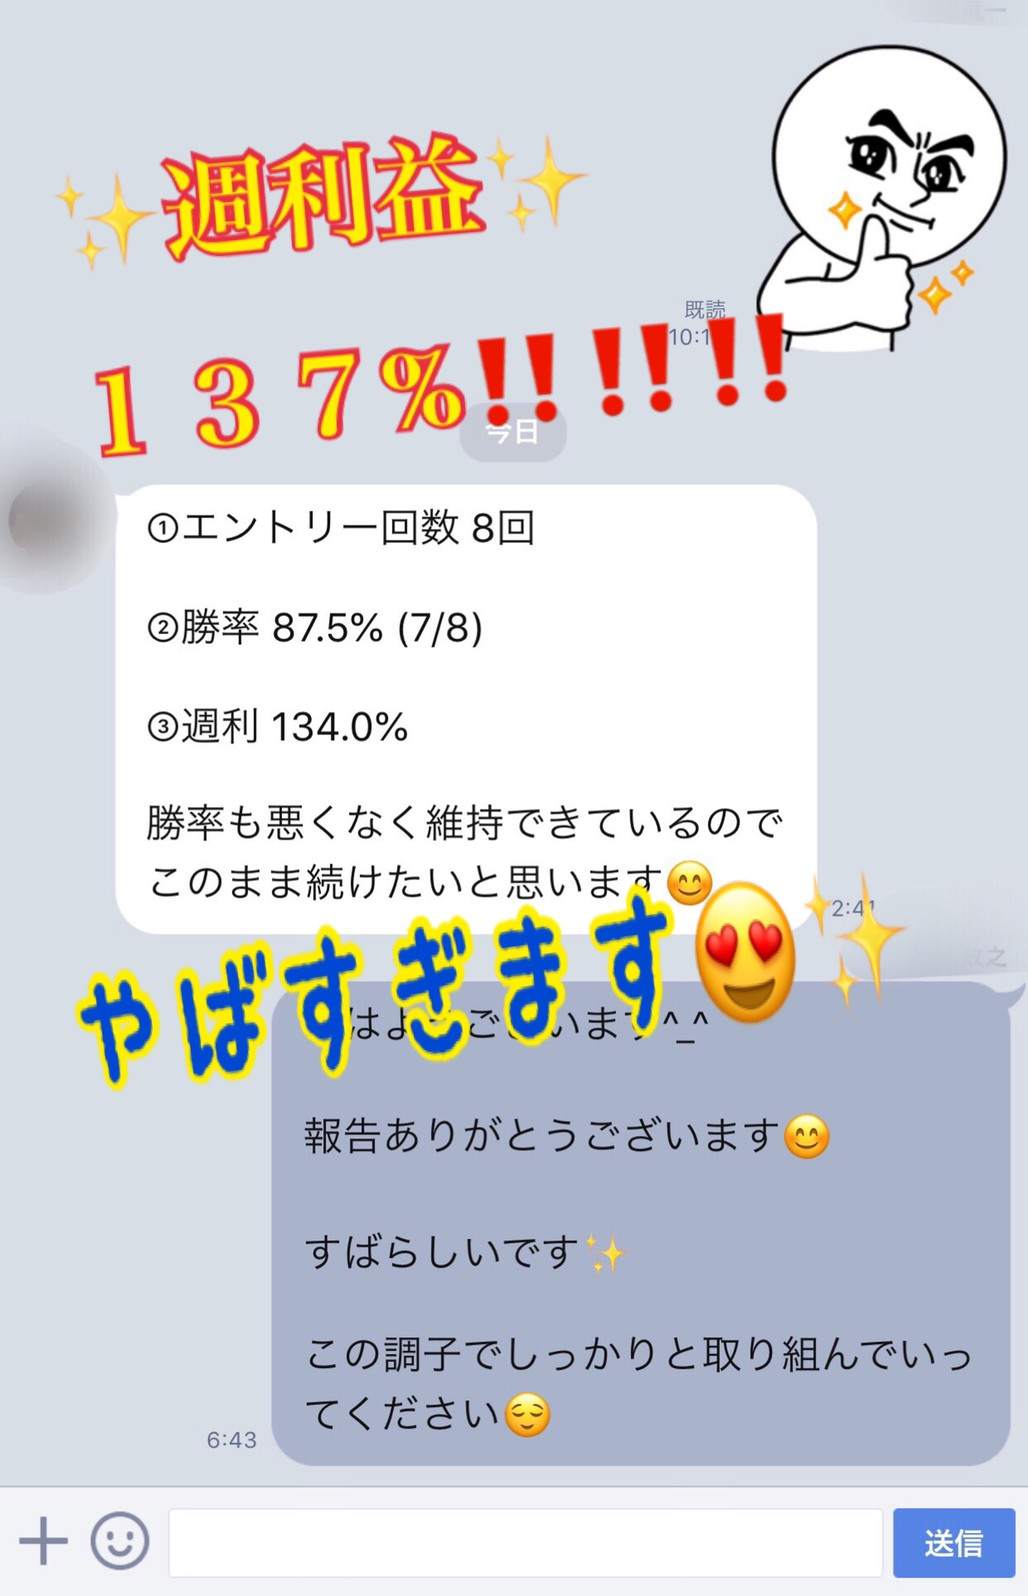 ✨週利益✨
既読
１３７%‼️‼️‼️
今日
①エントリー回数 8回
②勝率 87.5% (7/8)
③週利 134.0%
勝率も悪くなく維持できているので
このまま続けたいと思います😊
2:41
やばすぎます😍✨
^_^
報告ありがとうございます😊
すばらしいです✨
この調子でしっかりと取り組んでいっ
てください😌
6:43
送信